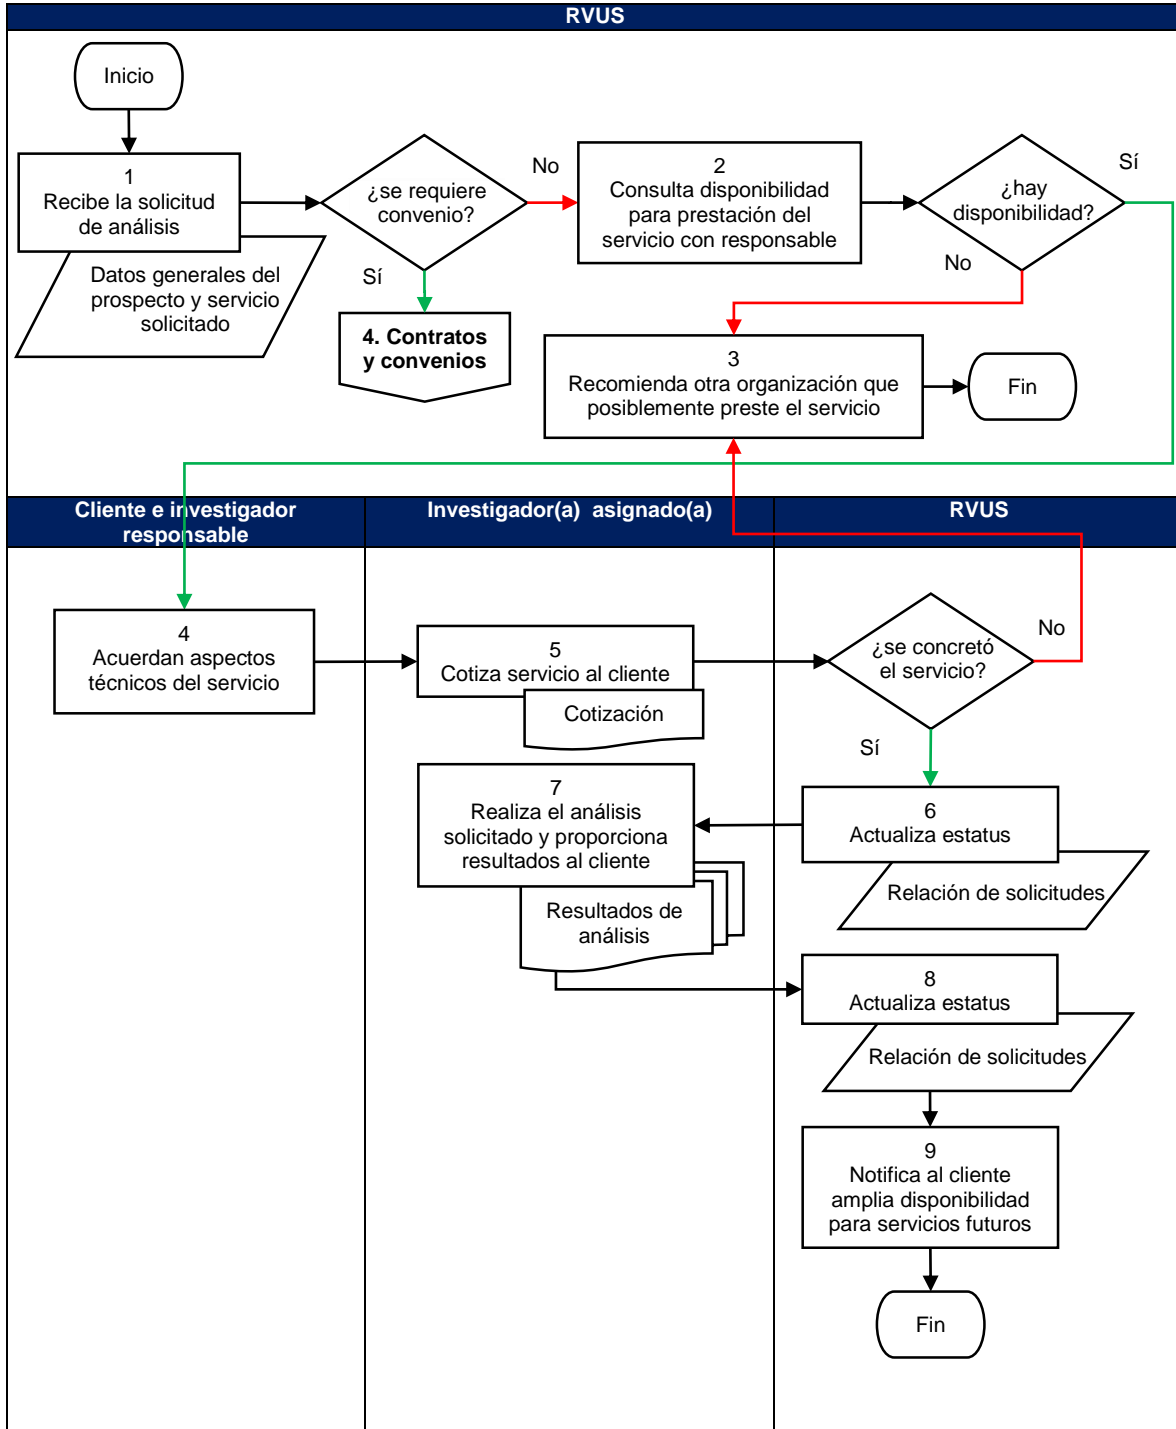 RVUS
Inicio
1
Recibe la solicitud
de análisis
Datos generales del
prospecto y servicio
solicitado
¿se requiere
convenio?
No
Sí
4. Contratos
y convenios
2
Consulta disponibilidad
para prestación del
servicio con responsable
¿hay
disponibilidad?
Sí
No
3
Recomienda otra organización que
posiblemente preste el servicio
Fin
Cliente e investigador
responsable
Investigador(a) asignado(a)
RVUS
4
Acuerdan aspectos
técnicos del servicio
5
Cotiza servicio al cliente
Cotización
¿se concretó
el servicio?
No
Sí
6
Actualiza estatus
Relación de solicitudes
7
Realiza el análisis
solicitado y proporciona
resultados al cliente
Resultados de
análisis
8
Actualiza estatus
Relación de solicitudes
9
Notifica al cliente
amplia disponibilidad
para servicios futuros
Fin